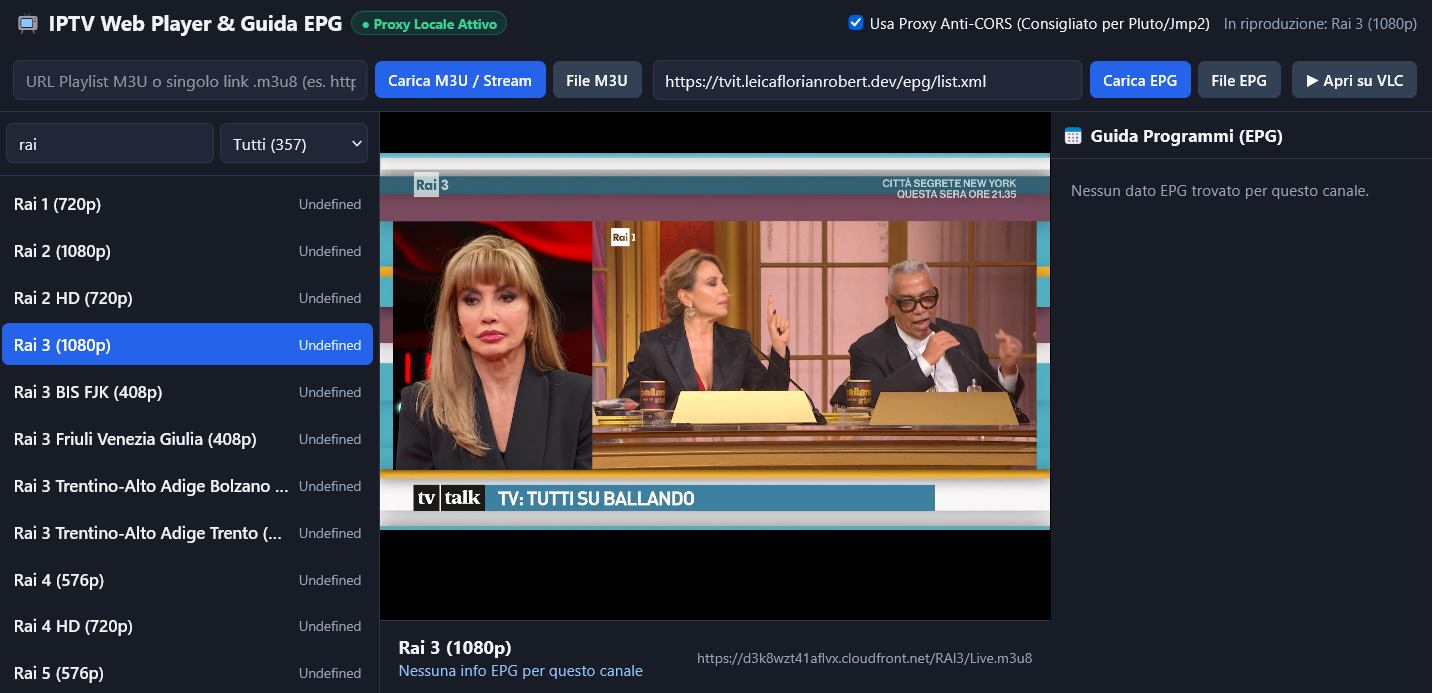 IPTV Web Player & Guida EPG
● Proxy Locale Attivo
Usa Proxy Anti-CORS (Consigliato per Pluto/Jmp2)
In riproduzione: Rai 3 (1080p)
URL Playlist M3U o singolo link .m3u8 (es. http
Carica M3U / Stream
File M3U
https://tvit.leicaflorianrobert.dev/epg/list.xml
Carica EPG
File EPG
▶ Apri su VLC
rai
Tutti (357)
Rai 1 (720p) Undefined
Rai 2 (1080p) Undefined
Rai 2 HD (720p) Undefined
Rai 3 (1080p) Undefined
Rai 3 BIS FJK (408p) Undefined
Rai 3 Friuli Venezia Giulia (408p) Undefined
Rai 3 Trentino-Alto Adige Bolzano ... Undefined
Rai 3 Trentino-Alto Adige Trento (... Undefined
Rai 4 (576p) Undefined
Rai 4 HD (720p) Undefined
Rai 5 (576p) Undefined
Rai 3
CITTÀ SEGRETE NEW YORK
QUESTA SERA ORE 21.35
Rai 1
tv talk TV: TUTTI SU BALLANDO
Rai 3 (1080p)
Nessuna info EPG per questo canale
https://d3k8wzt41aflvx.cloudfront.net/RAI3/Live.m3u8
Guida Programmi (EPG)
Nessun dato EPG trovato per questo canale.